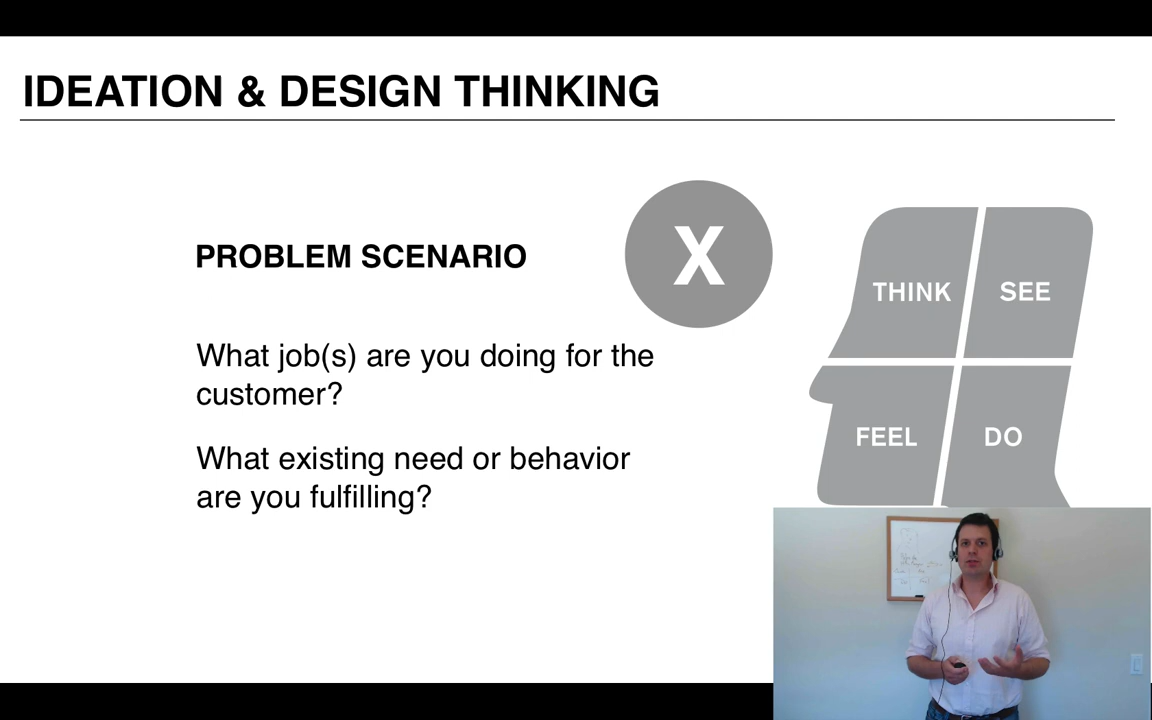 IDEATION & DESIGN THINKING
PROBLEM SCENARIO
X
What job(s) are you doing for the
customer?
What existing need or behavior
are you fulfilling?
THINK
SEE
FEEL
DO